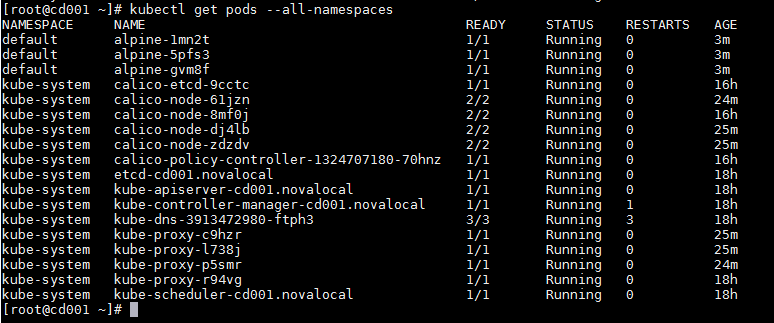 [root@cd001 ~]# kubectl get pods --all-namespaces
NAMESPACE     NAME                                       READY     STATUS    RESTARTS   AGE
default       alpine-1mn2t                               1/1       Running   0          3m
default       alpine-5pfs3                               1/1       Running   0          3m
default       alpine-gvm8f                               1/1       Running   0          3m
kube-system   calico-etcd-9cctc                          1/1       Running   0          16h
kube-system   calico-node-61jzn                          2/2       Running   0          24m
kube-system   calico-node-8mf0j                          2/2       Running   0          16h
kube-system   calico-node-dj4lb                          2/2       Running   0          25m
kube-system   calico-node-zdzdv                          2/2       Running   0          25m
kube-system   calico-policy-controller-1324707180-70hnz   1/1       Running   0          16h
kube-system   etcd-cd001.novalocal                       1/1       Running   0          18h
kube-system   kube-apiserver-cd001.novalocal             1/1       Running   0          18h
kube-system   kube-controller-manager-cd001.novalocal    1/1       Running   1          18h
kube-system   kube-dns-3913472980-ftph3                  3/3       Running   3          18h
kube-system   kube-proxy-c9hzr                           1/1       Running   0          25m
kube-system   kube-proxy-l738j                           1/1       Running   0          25m
kube-system   kube-proxy-p5smr                           1/1       Running   0          24m
kube-system   kube-proxy-r94vg                           1/1       Running   0          18h
kube-system   kube-scheduler-cd001.novalocal             1/1       Running   0          18h
[root@cd001 ~]#